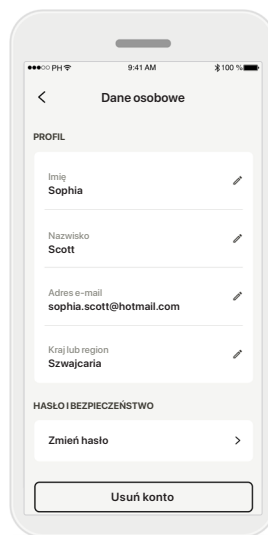 PH 9:41 AM 100 %
Dane osobowe
PROFIL
Imię
Sophia
Nazwisko
Scott
Adres e-mail
sophia.scott@hotmail.com
Kraj lub region
Szwajcaria
HASŁO I BEZPIECZEŃSTWO
Zmień hasło
Usuń konto